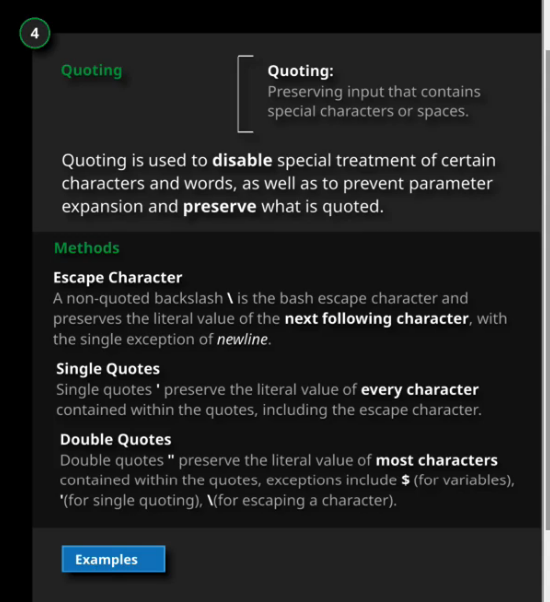 4
Quoting
Quoting:
Preserving input that contains
special characters or spaces.
Quoting is used to disable special treatment of certain
characters and words, as well as to prevent parameter
expansion and preserve what is quoted.
Methods
Escape Character
A non-quoted backslash \ is the bash escape character and
preserves the literal value of the next following character, with
the single exception of newline.
Single Quotes
Single quotes ' preserve the literal value of every character
contained within the quotes, including the escape character.
Double Quotes
Double quotes " preserve the literal value of most characters
contained within the quotes, exceptions include $ (for variables),
'(for single quoting), \(for escaping a character).
Examples